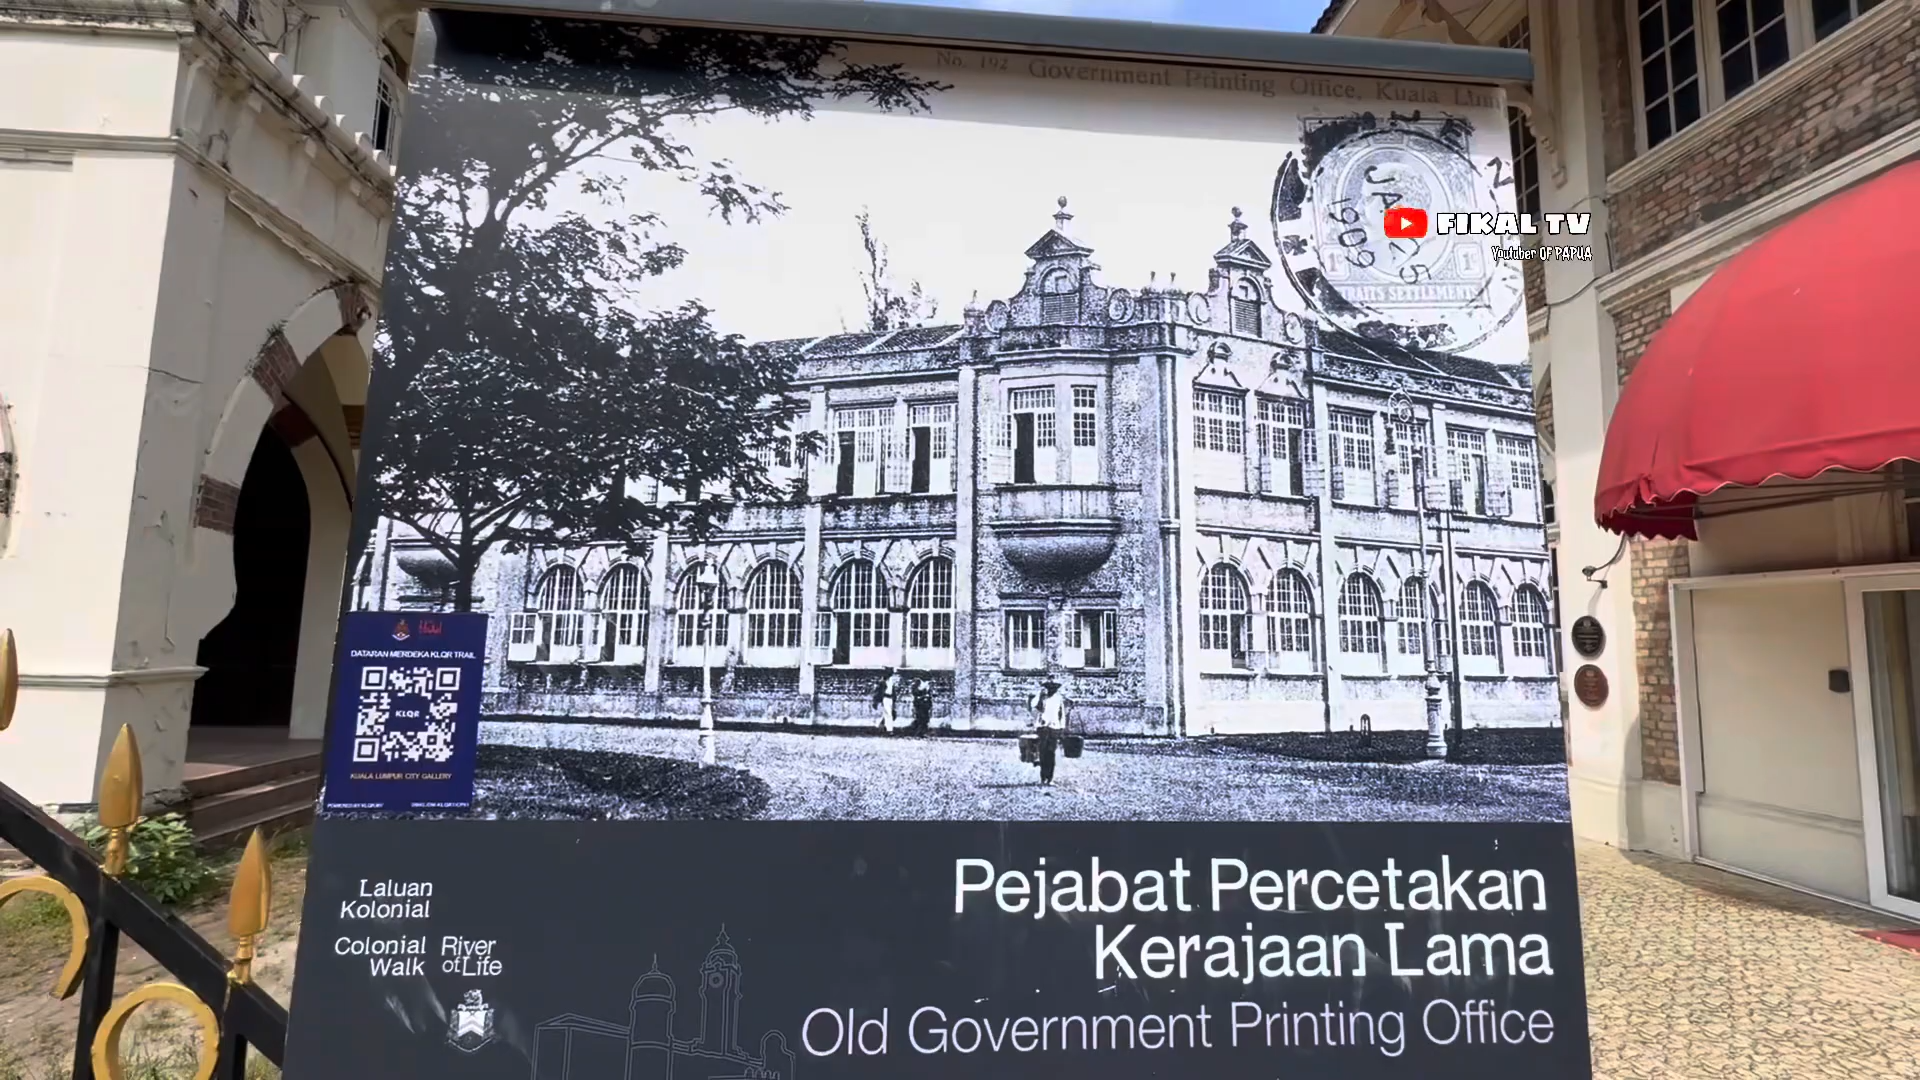 No. 192 Government Printing Office, Kuala Lum
JA 25
1909
STRAITS SETTLEMENTS
FIKAL TV
Youtuber OF PAPUA
DATARAN MERDEKA KLQR TRAIL
KLQR
KUALA LUMPUR CITY GALLERY
Laluan
Kolonial
Colonial
Walk
River
of Life
Pejabat Percetakan
Kerajaan Lama
Old Government Printing Office